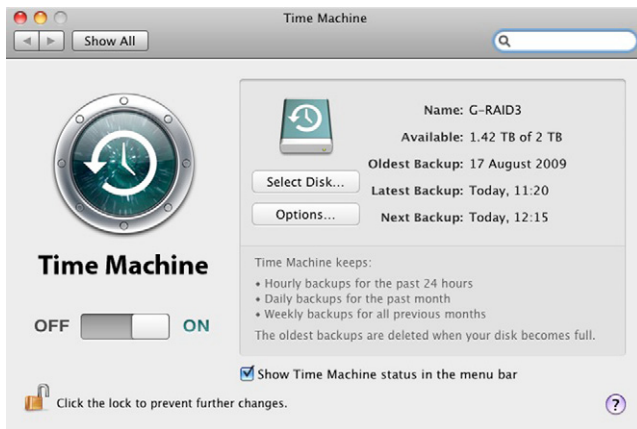 Time Machine
Show All
Name: G-RAID3
Available: 1.42 TB of 2 TB
Oldest Backup: 17 August 2009
Select Disk...
Latest Backup: Today, 11:20
Options...
Next Backup: Today, 12:15
Time Machine
Time Machine keeps:
• Hourly backups for the past 24 hours
• Daily backups for the past month
• Weekly backups for all previous months
The oldest backups are deleted when your disk becomes full.
OFF ON
Show Time Machine status in the menu bar
Click the lock to prevent further changes.
?